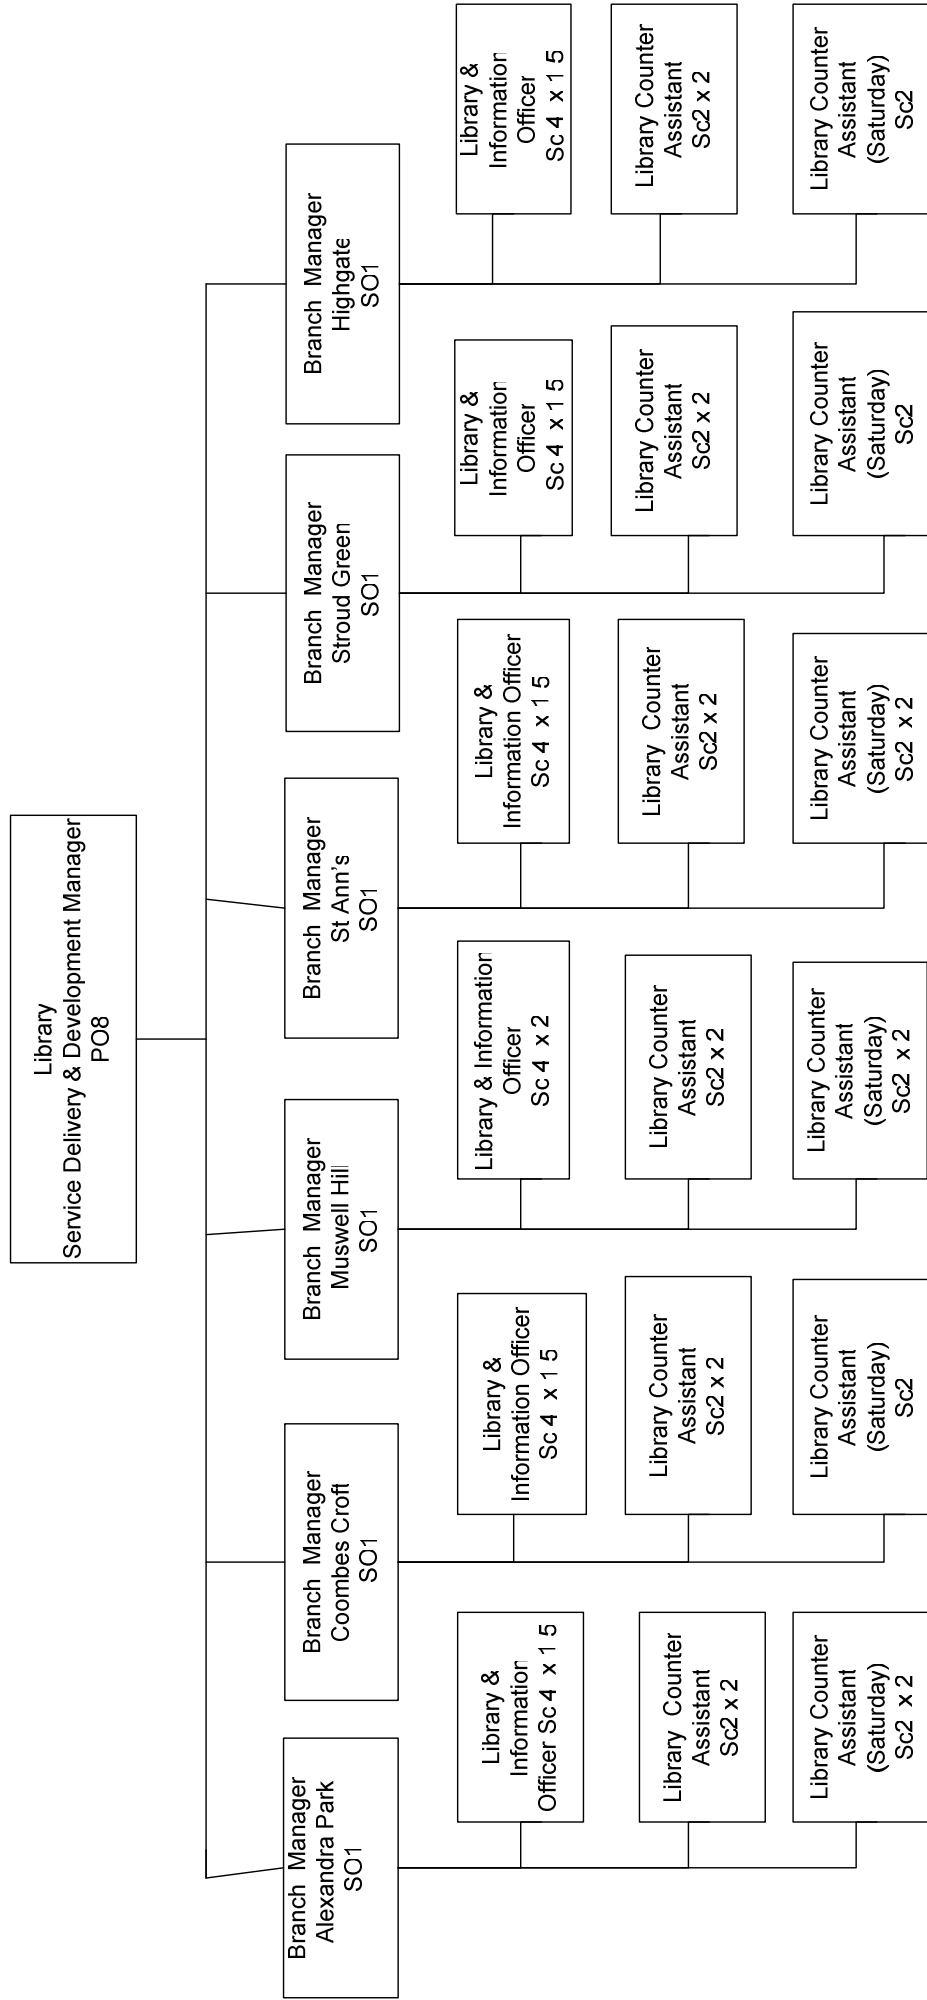 Library
Service Delivery & Development Manager
PO8
Branch Manager
Alexandra Park
SO1
Branch Manager
Coombes Croft
SO1
Branch Manager
Muswell Hill
SO1
Branch Manager
St Ann's
SO1
Branch Manager
Stroud Green
SO1
Branch Manager
Highgate
SO1
Library &
Information
Officer Sc 4 x 1 5
Library &
Information Officer
Sc 4 x 1 5
Library & Information
Officer
Sc 4 x 2
Library &
Information Officer
Sc 4 x 1 5
Library &
Information
Officer
Sc 4 x 1 5
Library &
Information
Officer
Sc 4 x 1 5
Library Counter
Assistant
Sc2 x 2
Library Counter
Assistant
Sc2 x 2
Library Counter
Assistant
Sc2 x 2
Library Counter
Assistant
Sc2 x 2
Library Counter
Assistant
Sc2 x 2
Library Counter
Assistant
Sc2 x 2
Library Counter
Assistant
(Saturday)
Sc2 x 2
Library Counter
Assistant
(Saturday)
Sc2
Library Counter
Assistant
(Saturday)
Sc2 x 2
Library Counter
Assistant
(Saturday)
Sc2 x 2
Library Counter
Assistant
(Saturday)
Sc2
Library Counter
Assistant
(Saturday)
Sc2